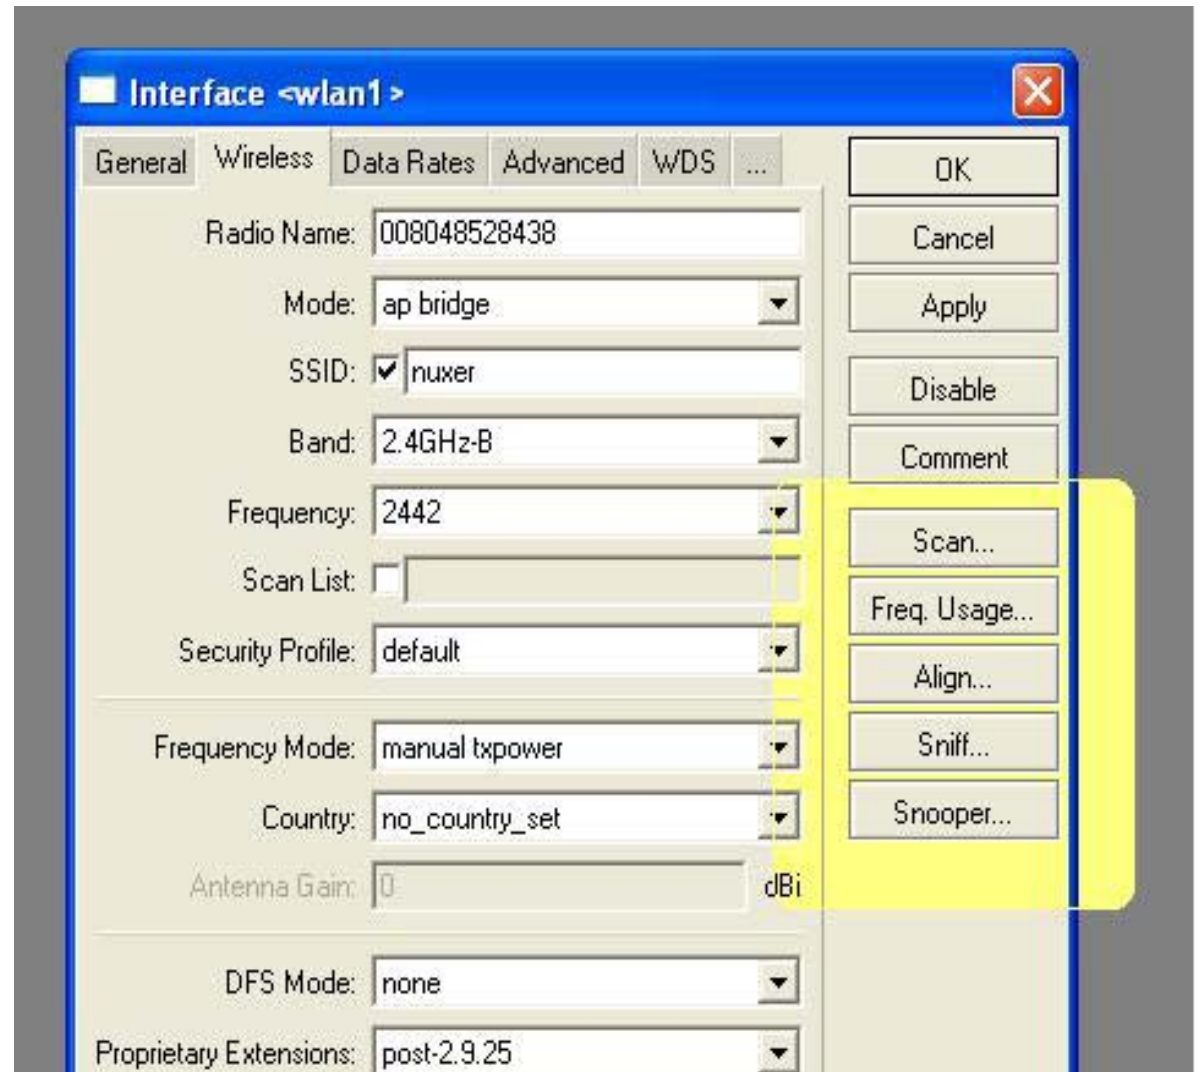 Interface <wlan1>
General Wireless Data Rates Advanced WDS ...
Radio Name: 008048528438
Mode: ap bridge
SSID: nuxer
Band: 2.4GHz-B
Frequency: 2442
Scan List:
Security Profile: default
Frequency Mode: manual txpower
Country: no_country_set
Antenna Gain: 0 dBi
DFS Mode: none
Proprietary Extensions: post-2.9.25
OK
Cancel
Apply
Disable
Comment
Scan...
Freq. Usage...
Align...
Sniff...
Snooper...